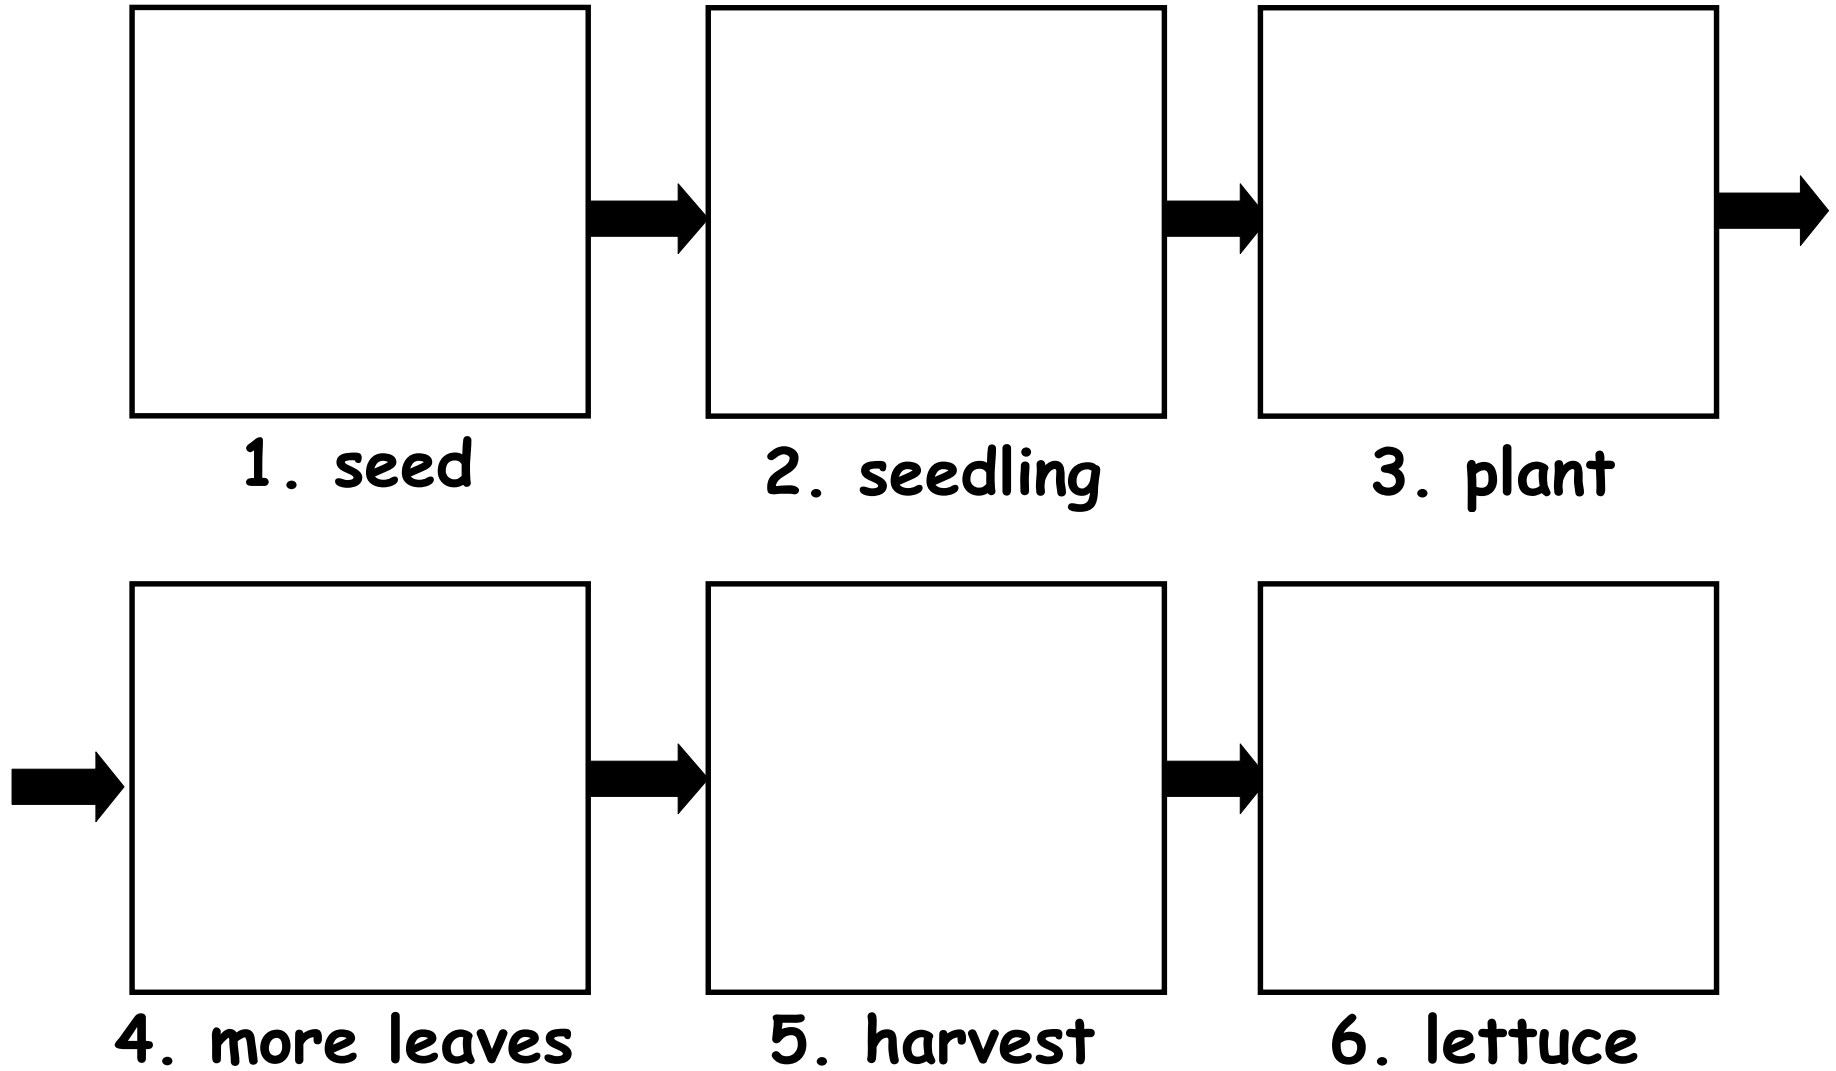 1. seed
2. seedling
3. plant
4. more leaves
5. harvest
6. lettuce